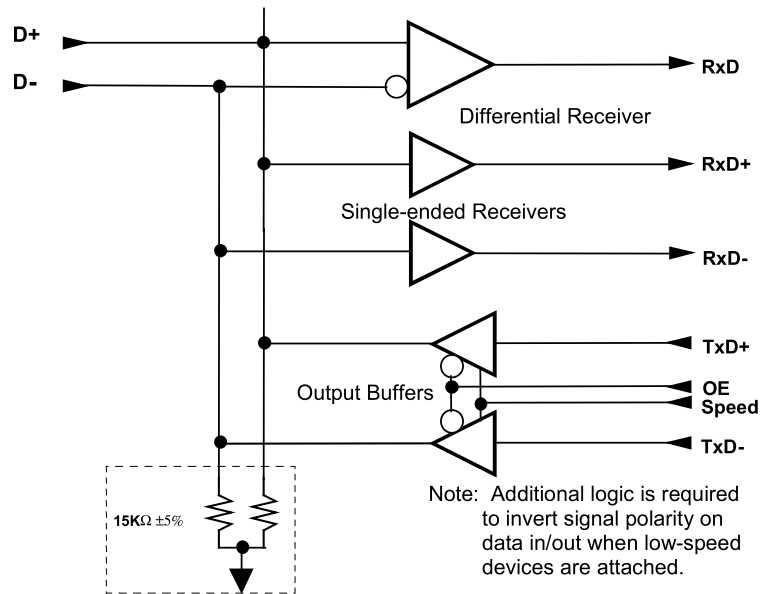 D+
D-
RxD
Differential Receiver
RxD+
Single-ended Receivers
RxD-
TxD+
Output Buffers
OE
Speed
TxD-
15KΩ ±5%
Note: Additional logic is required
to invert signal polarity on
data in/out when low-speed
devices are attached.